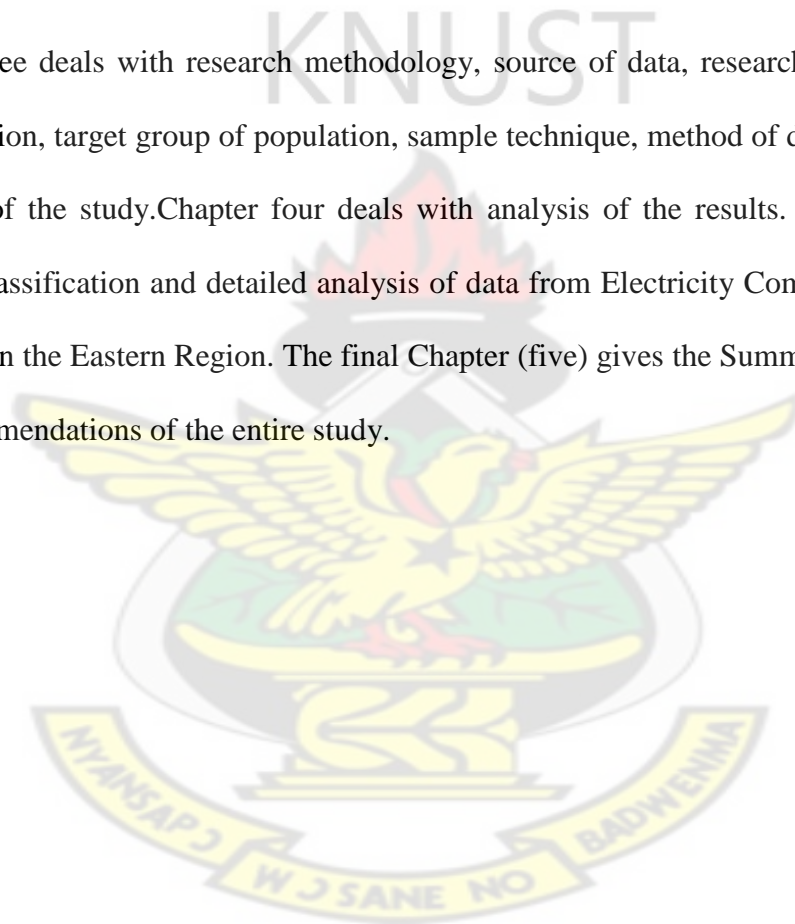 KNUST
ee deals with research methodology, source of data, research
ion, target group of population, sample technique, method of
of the study.Chapter four deals with analysis of the results.
assification and detailed analysis of data from Electricity Com
n the Eastern Region. The final Chapter (five) gives the Summ
mendations of the entire study.
NYANSAPƆ
WƆ SANE NO
BADWENMA